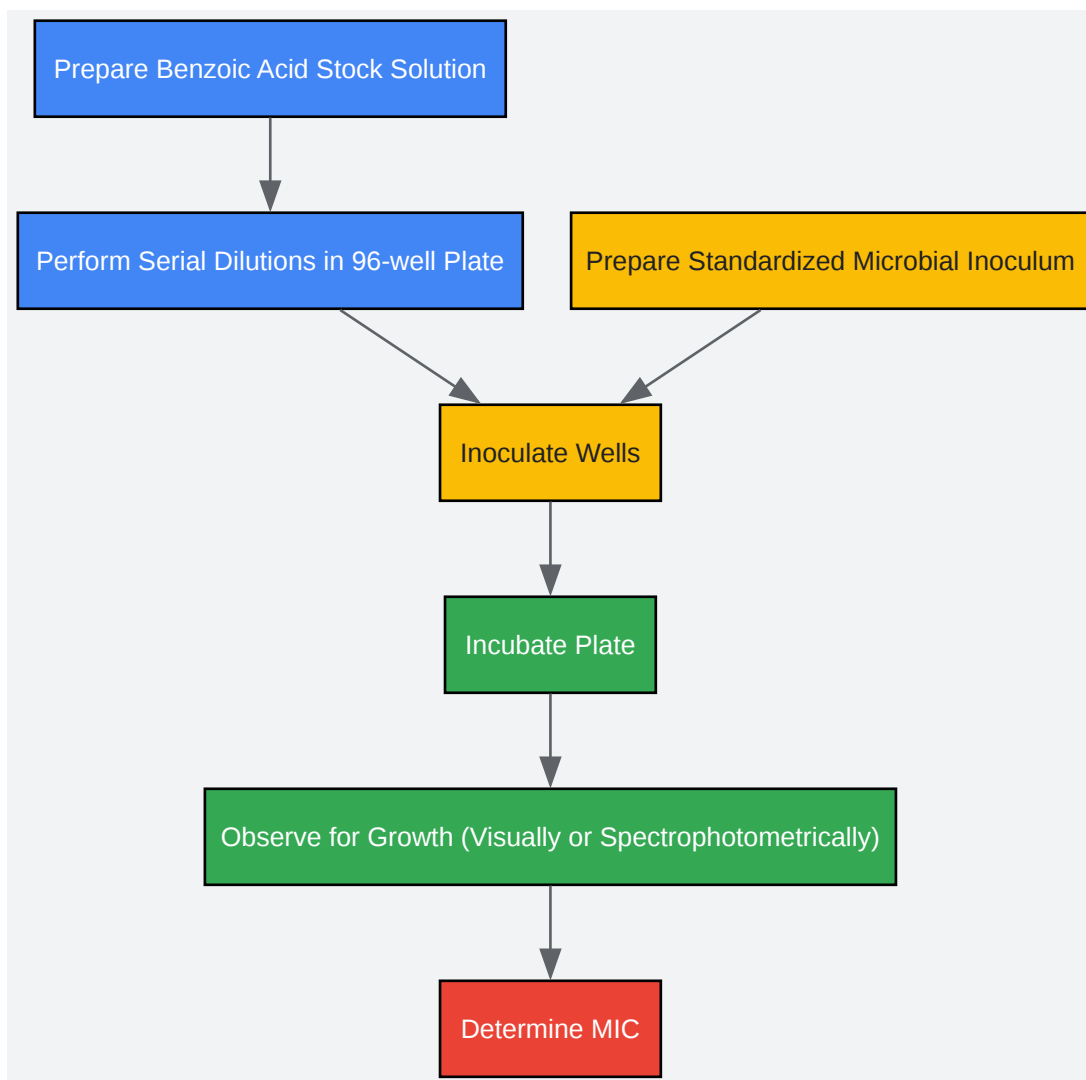 Prepare Benzoic Acid Stock Solution
Perform Serial Dilutions in 96-well Plate
Prepare Standardized Microbial Inoculum
Inoculate Wells
Incubate Plate
Observe for Growth (Visually or Spectrophotometrically)
Determine MIC